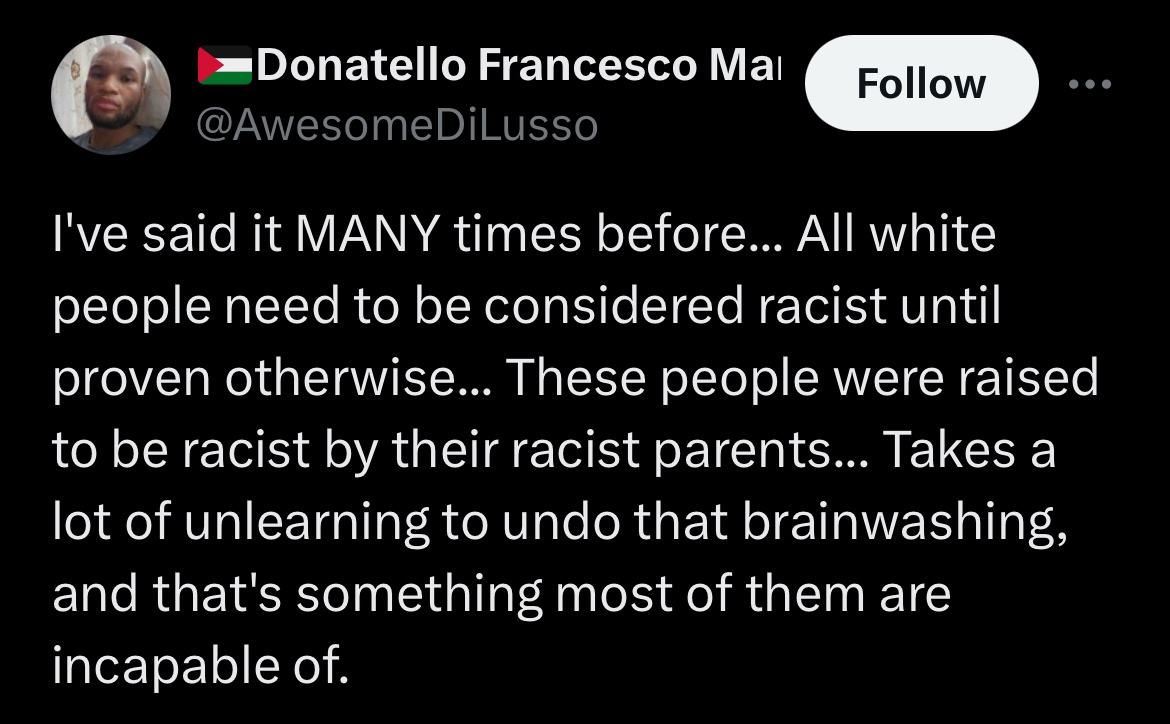 Donatello Francesco Ma
Follow
@AwesomeDiLusso
I've said it MANY times before... All white
people need to be considered racist until
proven otherwise... These people were raised
to be racist by their racist parents... Takes a
lot of unlearning to undo that brainwashing,
and that's something most of them are
incapable of.